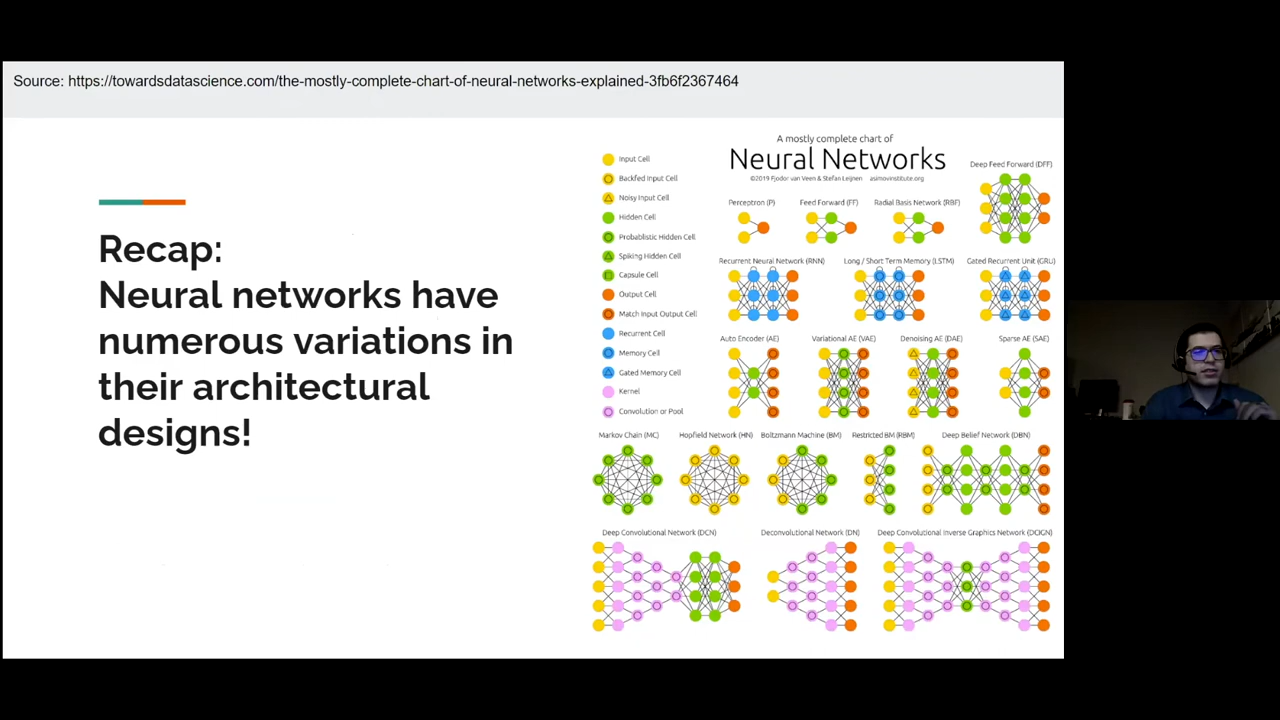 Source: https://towardsdatascience.com/the-mostly-complete-chart-of-neural-networks-explained-3fb6f2367464
Recap:
Neural networks have
numerous variations in
their architectural
designs!
A mostly complete chart of
Neural Networks
©2019 Fjodor van Veen & Stefan Leijnen asimovinstitute.org
Input Cell
Backfed Input Cell
Noisy Input Cell
Hidden Cell
Probablistic Hidden Cell
Spiking Hidden Cell
Capsule Cell
Output Cell
Match Input Output Cell
Recurrent Cell
Memory Cell
Gated Memory Cell
Kernel
Convolution or Pool
Deep Feed Forward (DFF)
Perceptron (P)
Feed Forward (FF)
Radial Basis Network (RBF)
Recurrent Neural Network (RNN)
Long / Short Term Memory (LSTM)
Gated Recurrent Unit (GRU)
Auto Encoder (AE)
Variational AE (VAE)
Denoising AE (DAE)
Sparse AE (SAE)
Markov Chain (MC)
Hopfield Network (HN)
Boltzmann Machine (BM)
Restricted BM (RBM)
Deep Belief Network (DBN)
Deep Convolutional Network (DCN)
Deconvolutional Network (DN)
Deep Convolutional Inverse Graphics Network (DCIGN)